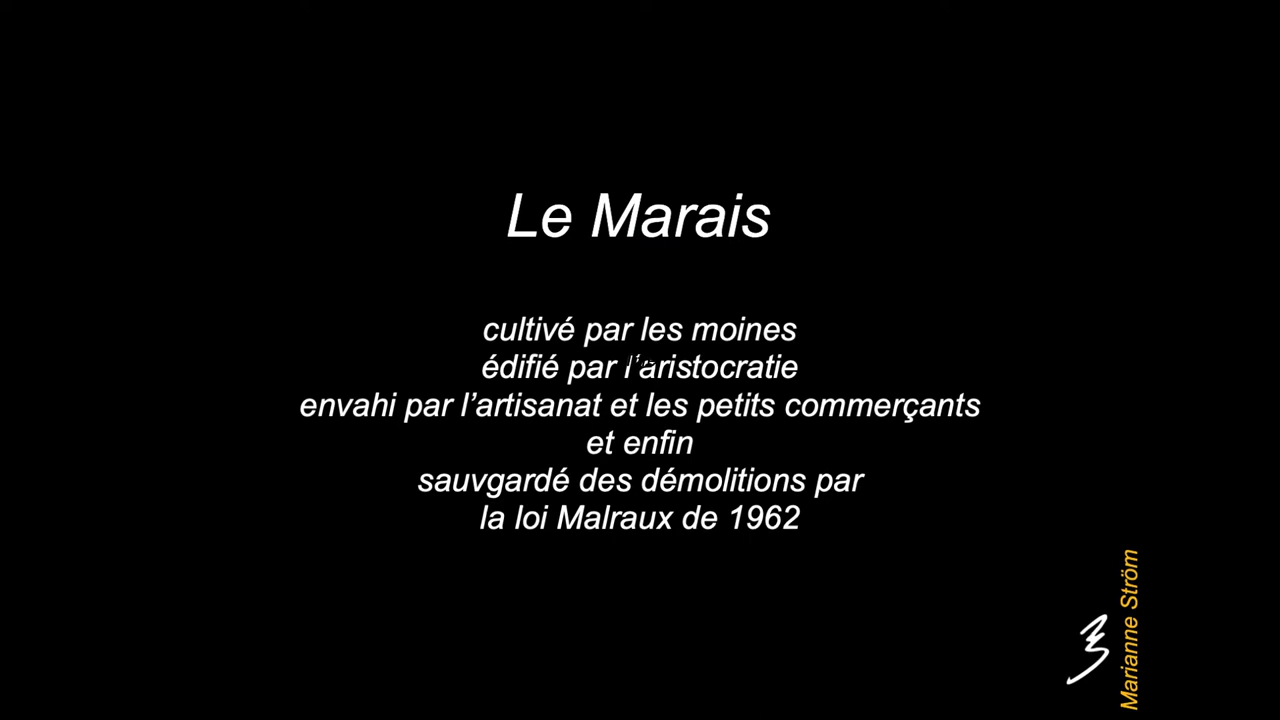 Le Marais
cultivé par les moines
édifié par l’aristocratie
envahi par l’artisanat et les petits commerçants
et enfin
sauvgardé des démolitions par
la loi Malraux de 1962
Marianne Ström